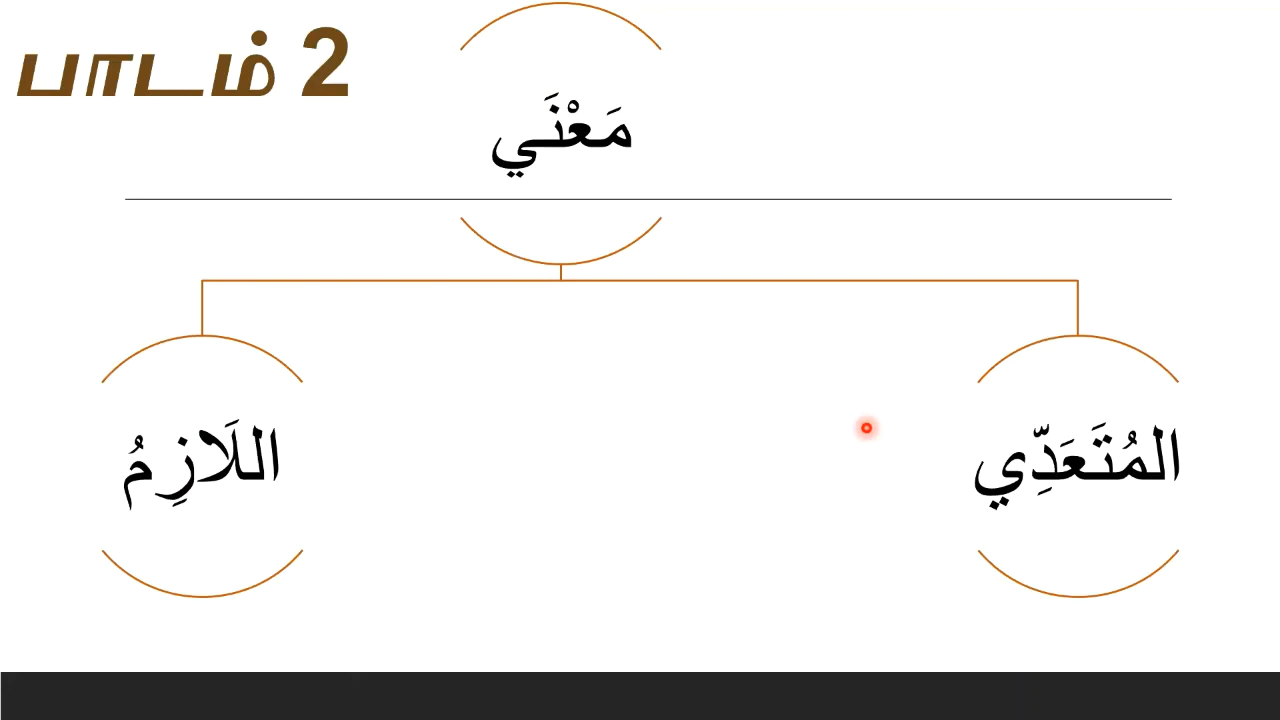 பாடம் 2
مَعْنَي
المُتَعَدِّي
اللَازِمُ